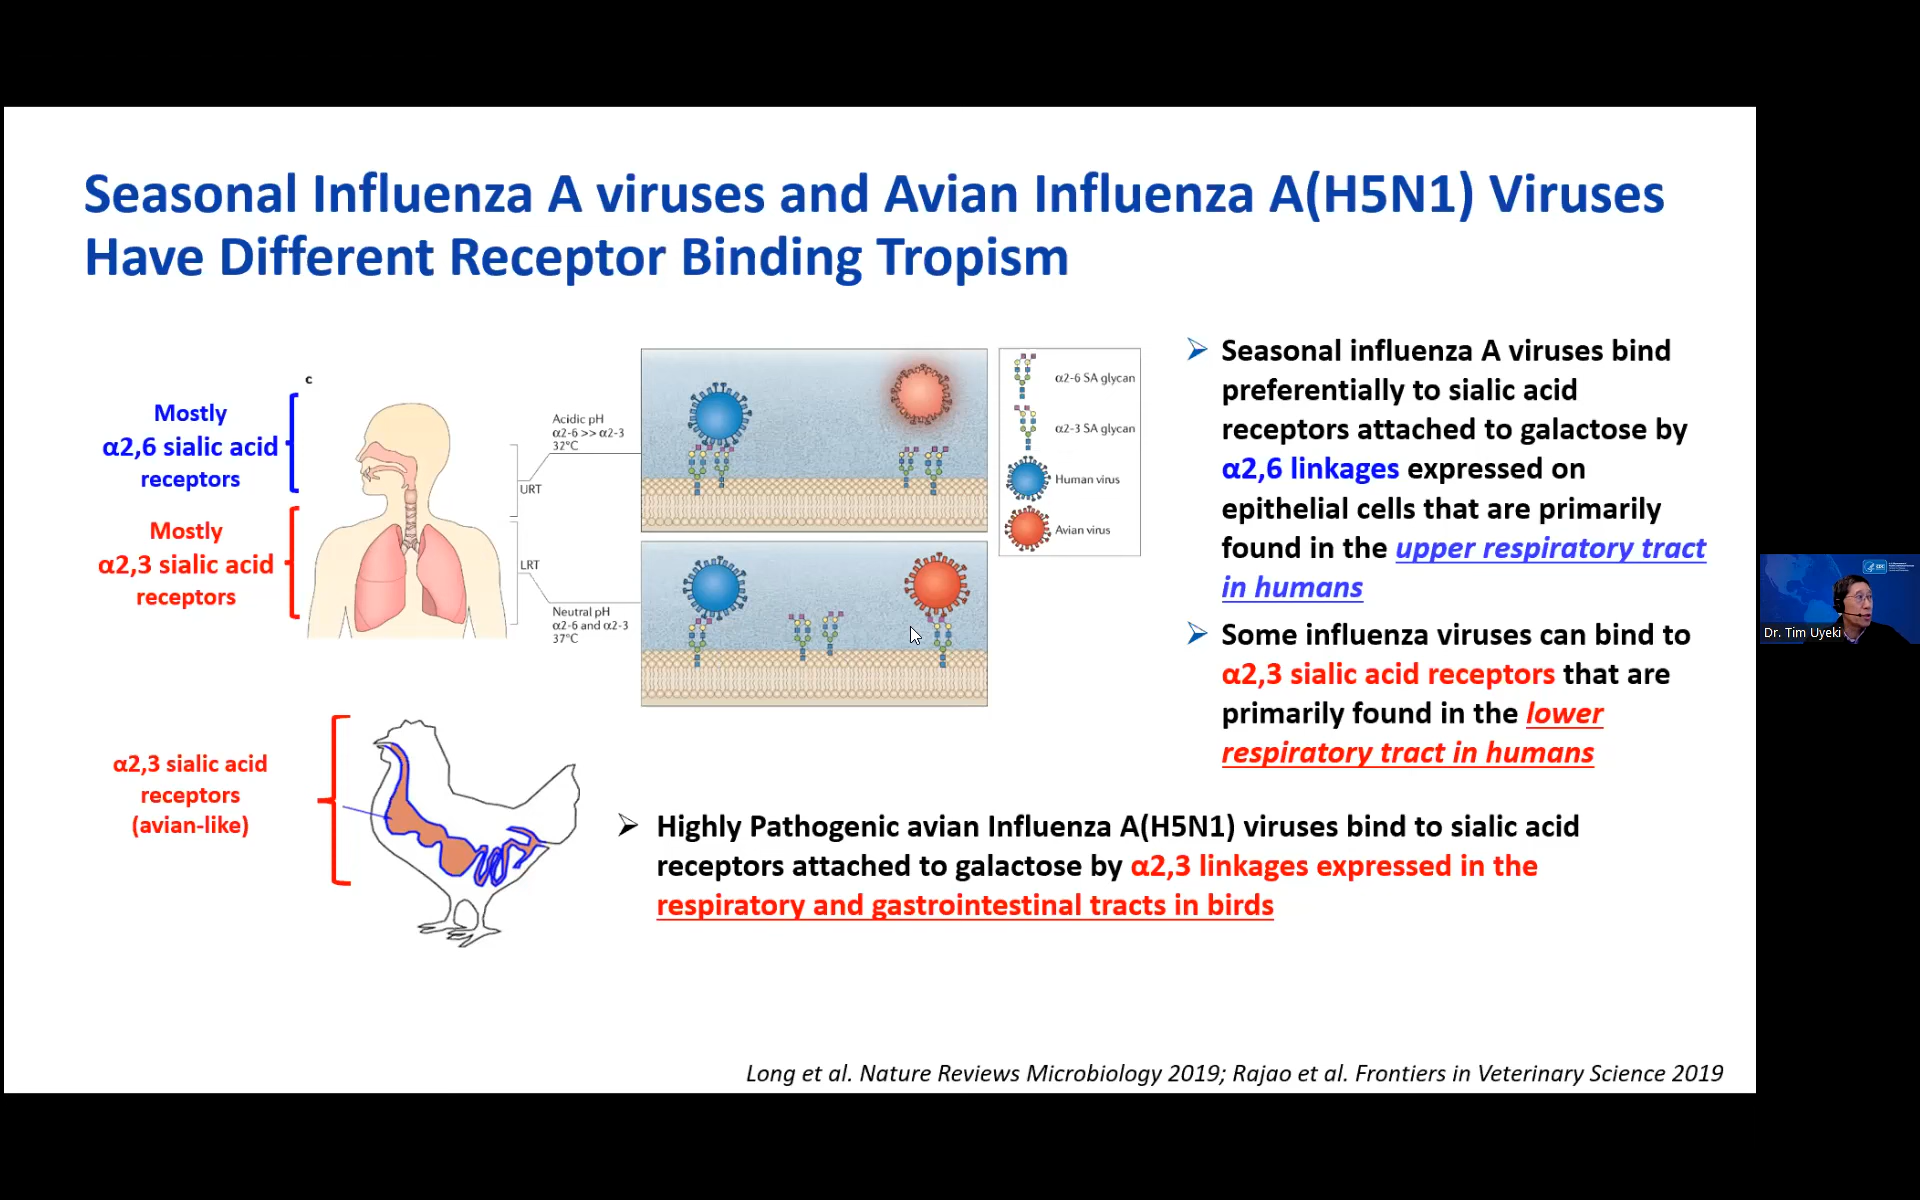 Seasonal Influenza A viruses and Avian Influenza A(H5N1) Viruses
Have Different Receptor Binding Tropism
c
Mostly
α2,6 sialic acid
receptors
Mostly
α2,3 sialic acid
receptors
Acidic pH
α2-6 >> α2-3
32°C
URT
LRT
Neutral pH
α2-6 and α2-3
37°C
α2-6 SA glycan
α2-3 SA glycan
Human virus
Avian virus
➢ Seasonal influenza A viruses bind
preferentially to sialic acid
receptors attached to galactose by
α2,6 linkages expressed on
epithelial cells that are primarily
found in the upper respiratory tract
in humans
➢ Some influenza viruses can bind to
α2,3 sialic acid receptors that are
primarily found in the lower
respiratory tract in humans
α2,3 sialic acid
receptors
(avian-like)
➢ Highly Pathogenic avian Influenza A(H5N1) viruses bind to sialic acid
receptors attached to galactose by α2,3 linkages expressed in the
respiratory and gastrointestinal tracts in birds
Long et al. Nature Reviews Microbiology 2019; Rajao et al. Frontiers in Veterinary Science 2019
CDC
Dr. Tim Uyeki